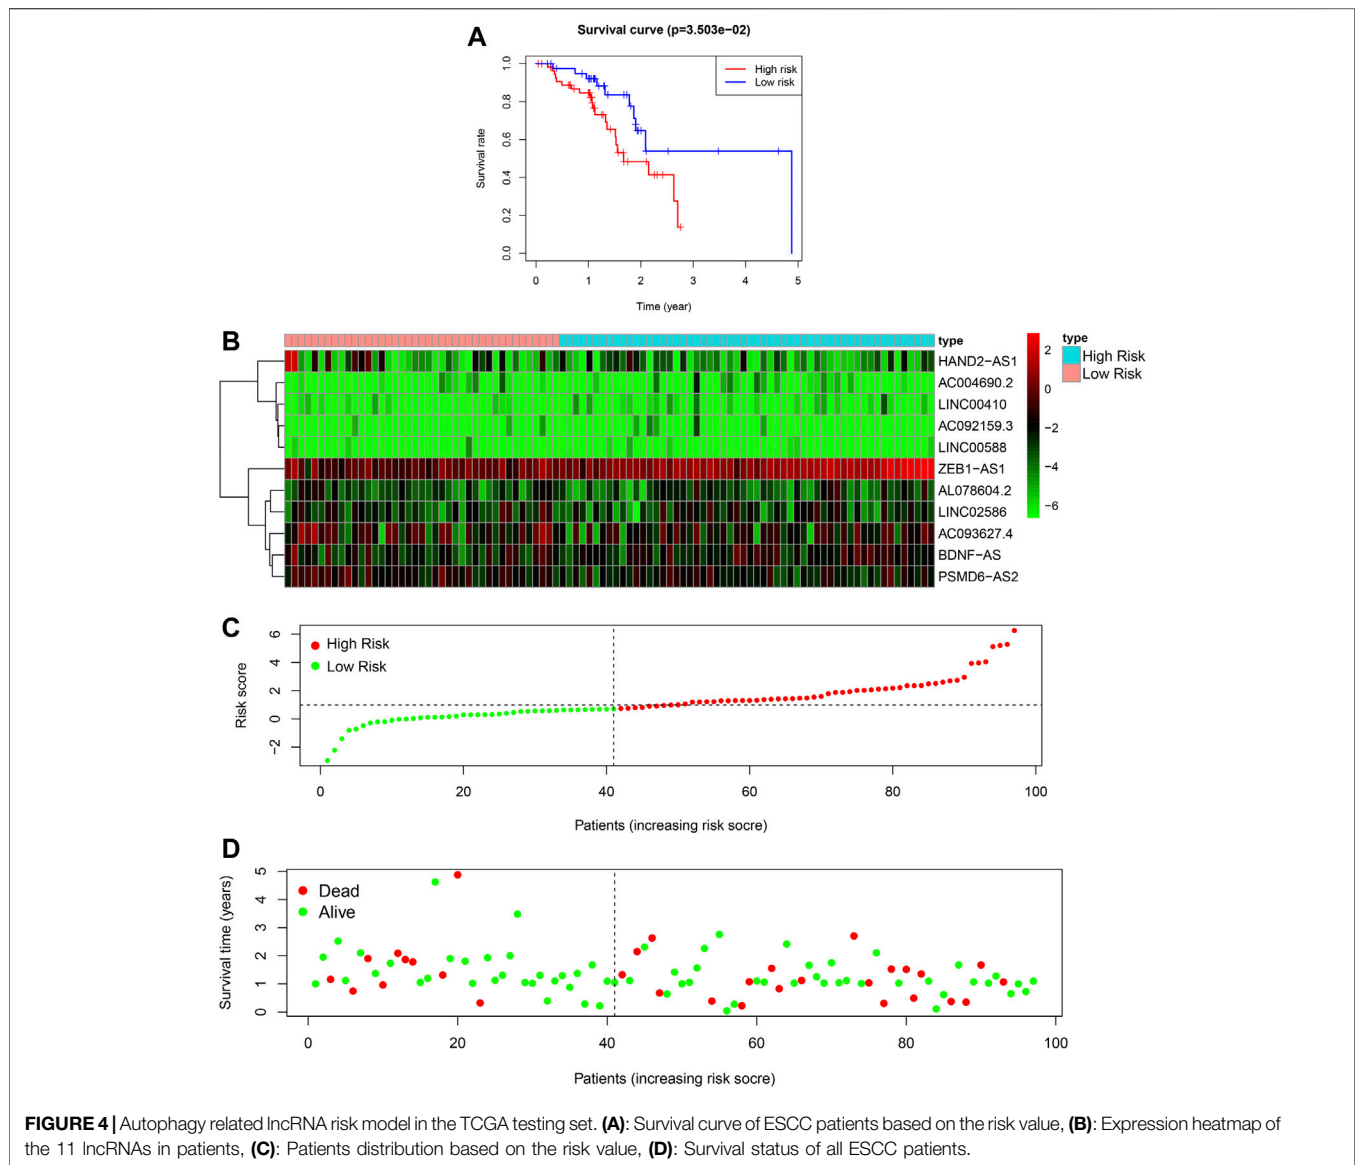 A
Survival curve (p=3.503e−02)
1.0
0.8
0.6
0.4
0.2
0.0
Survival rate
High risk
Low risk
0 1 2 3 4 5
Time (year)
B
type
HAND2−AS1
AC004690.2
LINC00410
AC092159.3
LINC00588
ZEB1−AS1
AL078604.2
LINC02586
AC093627.4
BDNF−AS
PSMD6−AS2
2
0
−2
−4
−6
type
High Risk
Low Risk
C
High Risk
Low Risk
6
4
2
0
−2
Risk score
0 20 40 60 80 100
Patients (increasing risk socre)
D
Dead
Alive
5
4
3
2
1
0
Survival time (years)
0 20 40 60 80 100
Patients (increasing risk socre)
FIGURE 4 | Autophagy related lncRNA risk model in the TCGA testing set. (A): Survival curve of ESCC patients based on the risk value, (B): Expression heatmap of
the 11 lncRNAs in patients, (C): Patients distribution based on the risk value, (D): Survival status of all ESCC patients.